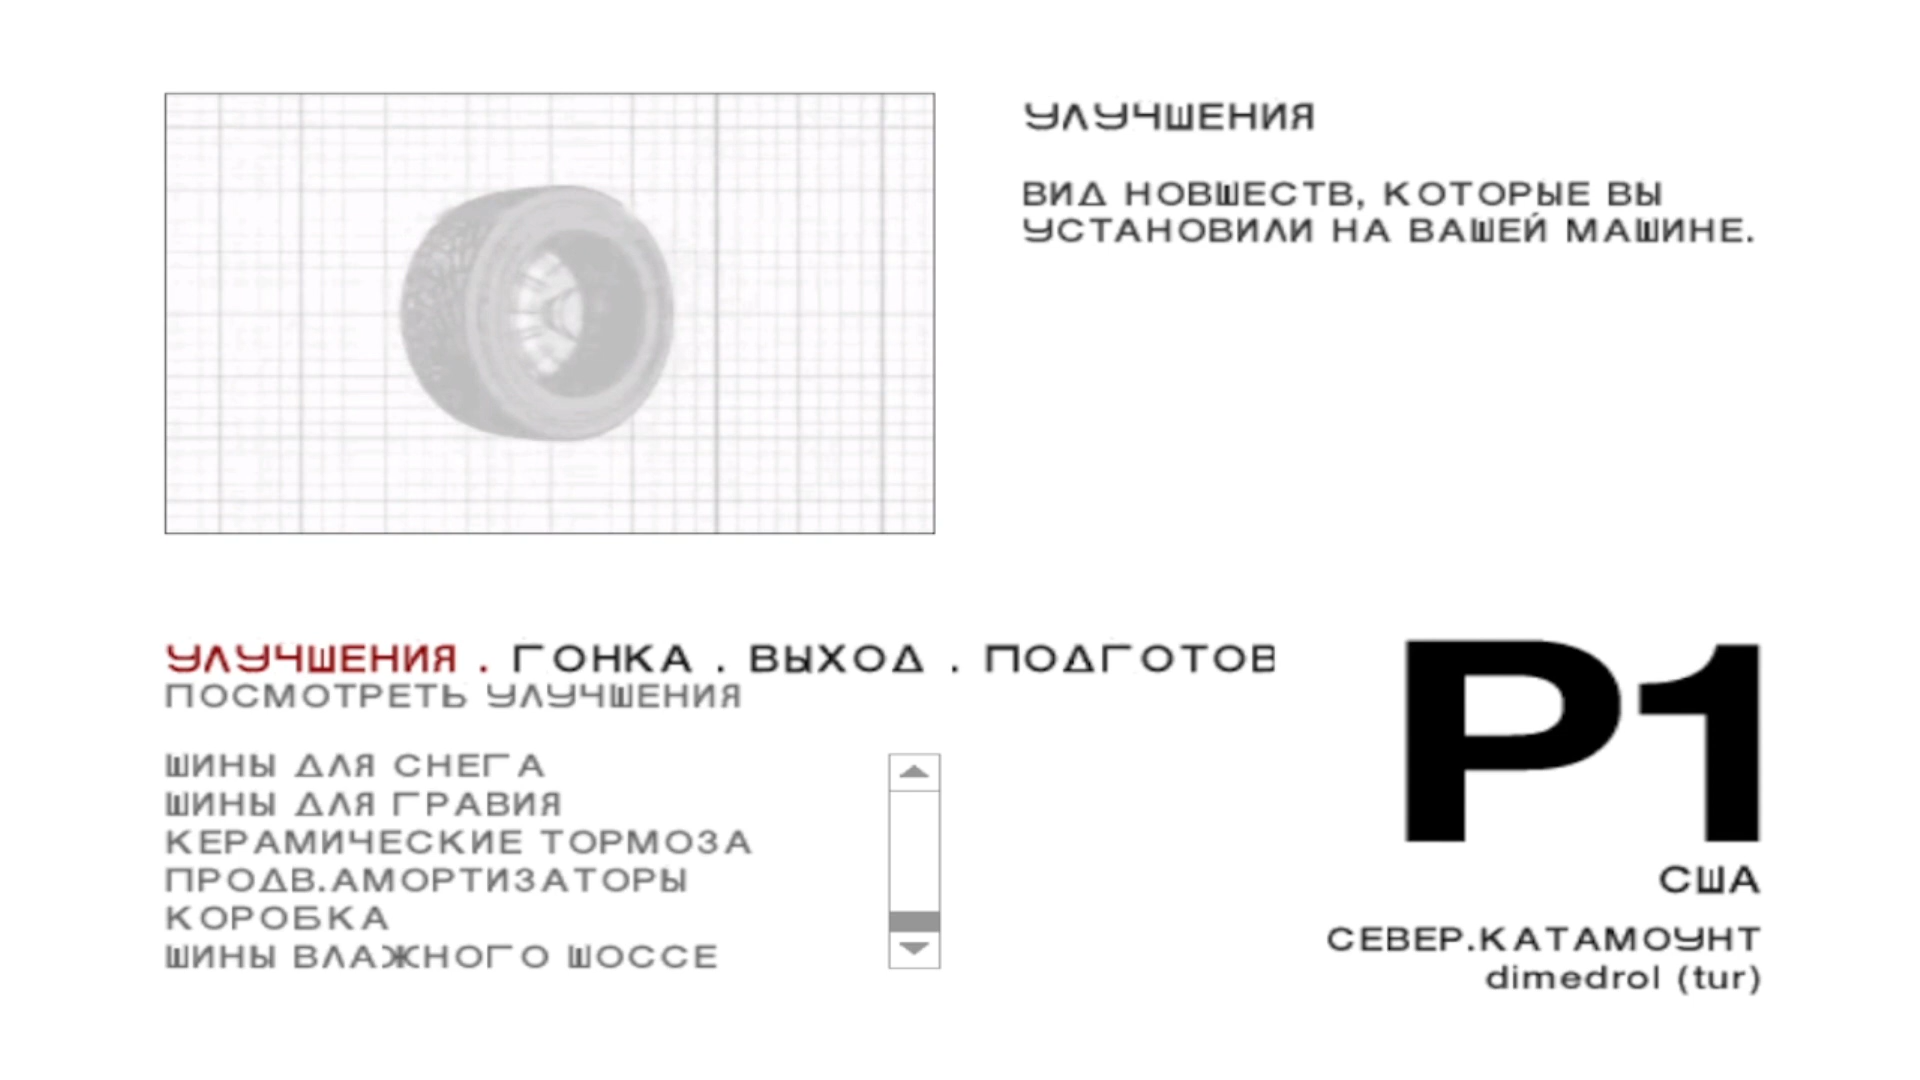 УЛУЧШЕНИЯ
ВИД НОВШЕСТВ, КОТОРЫЕ ВЫ
УСТАНОВИЛИ НА ВАШЕЙ МАШИНЕ.
УЛУЧШЕНИЯ . ГОНКА . ВЫХОД . ПОДГОТОВ
ПОСМОТРЕТЬ УЛУЧШЕНИЯ
ШИНЫ ДЛЯ СНЕГА
ШИНЫ ДЛЯ ГРАВИЯ
КЕРАМИЧЕСКИЕ ТОРМОЗА
ПРОДВ.АМОРТИЗАТОРЫ
КОРОБКА
ШИНЫ ВЛАЖНОГО ШОССЕ
P1
США
СЕВЕР.КАТАМОУНТ
dimedrol (tur)